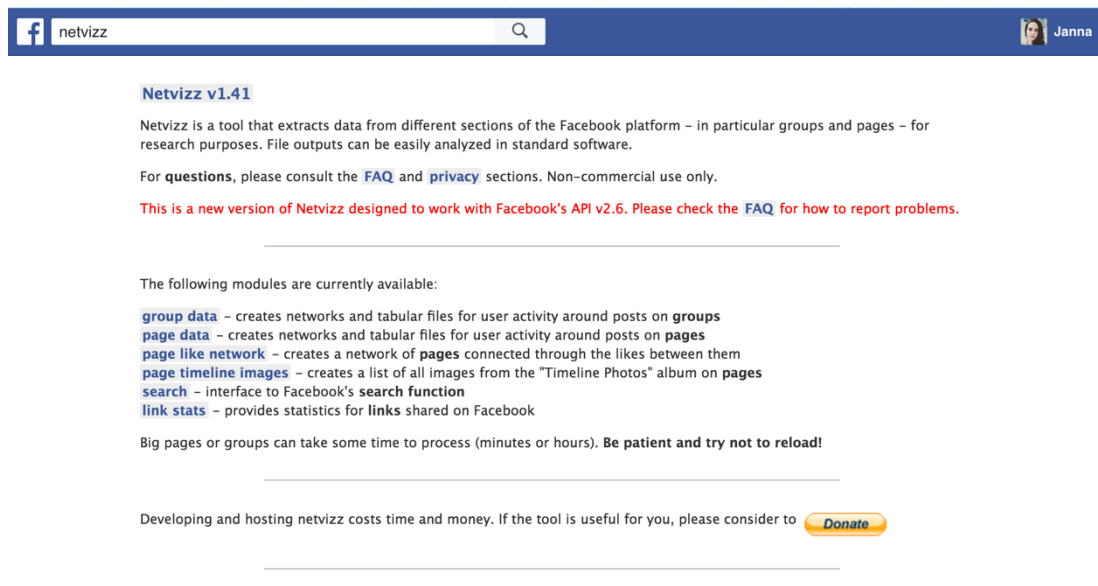 f netvizz Janna
Netvizz v1.41
Netvizz is a tool that extracts data from different sections of the Facebook platform – in particular groups and pages – for
research purposes. File outputs can be easily analyzed in standard software.
For questions, please consult the FAQ and privacy sections. Non-commercial use only.
This is a new version of Netvizz designed to work with Facebook's API v2.6. Please check the FAQ for how to report problems.
The following modules are currently available:
group data – creates networks and tabular files for user activity around posts on groups
page data – creates networks and tabular files for user activity around posts on pages
page like network – creates a network of pages connected through the likes between them
page timeline images – creates a list of all images from the "Timeline Photos" album on pages
search – interface to Facebook's search function
link stats – provides statistics for links shared on Facebook
Big pages or groups can take some time to process (minutes or hours). Be patient and try not to reload!
Developing and hosting netvizz costs time and money. If the tool is useful for you, please consider to Donate